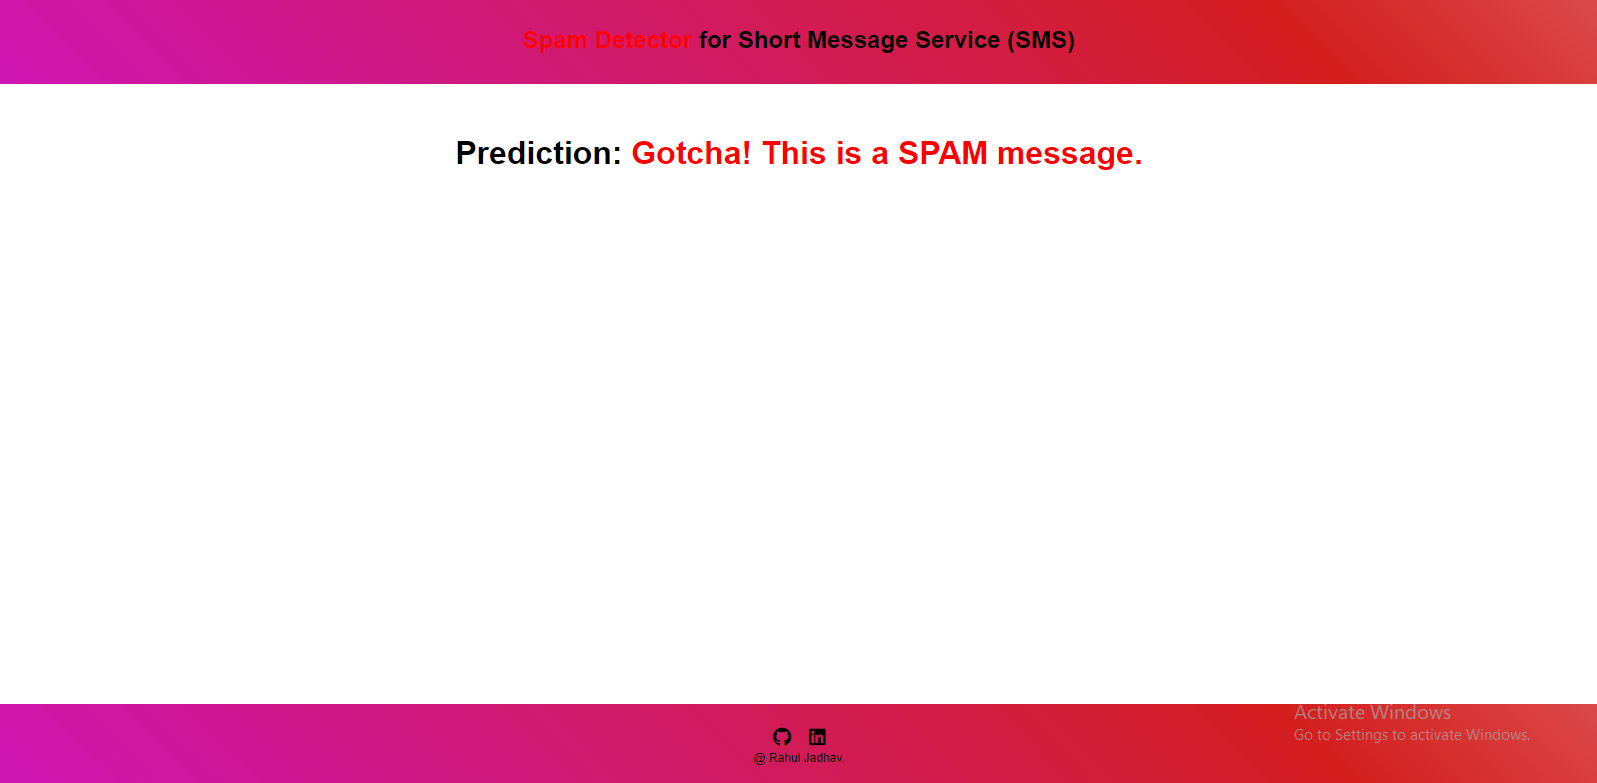 Spam Detector for Short Message Service (SMS)
Prediction: Gotcha! This is a SPAM message.
Activate Windows
Go to Settings to activate Windows.
@ Rahul Jadhav.